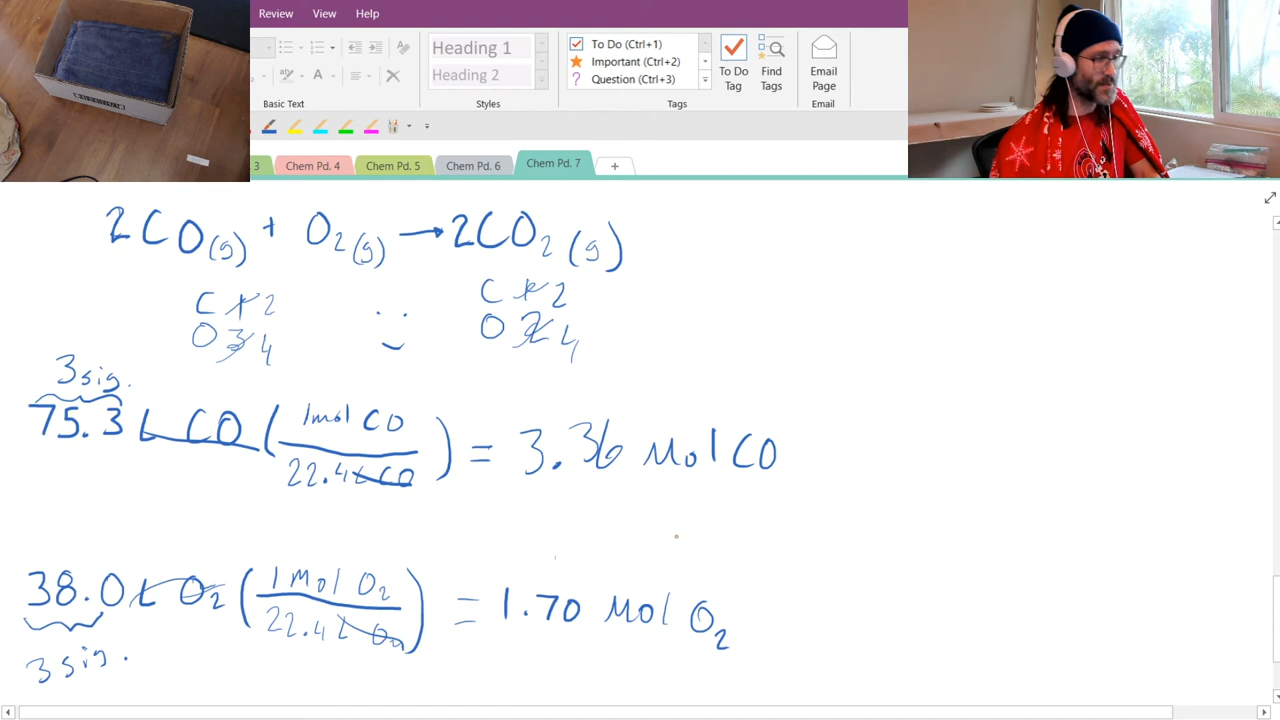 Review View Help
Heading 1
Heading 2
To Do (Ctrl+1)
Important (Ctrl+2)
Question (Ctrl+3)
To Do Tag
Find Tags
Email Page
Basic Text
Styles
Tags
Email
3 Chem Pd. 4 Chem Pd. 5 Chem Pd. 6 Chem Pd. 7 +
2CO(g) + O₂(g) → 2CO₂(g)
C 1 2 C 1 2
O 3 4 O 2 4
3 sig.
75.3 L CO (1mol CO / 22.4 L CO) = 3.36 Mol CO
38.0 L O₂ (1 Mol O₂ / 22.4 L O₂) = 1.70 Mol O₂
3 sig.